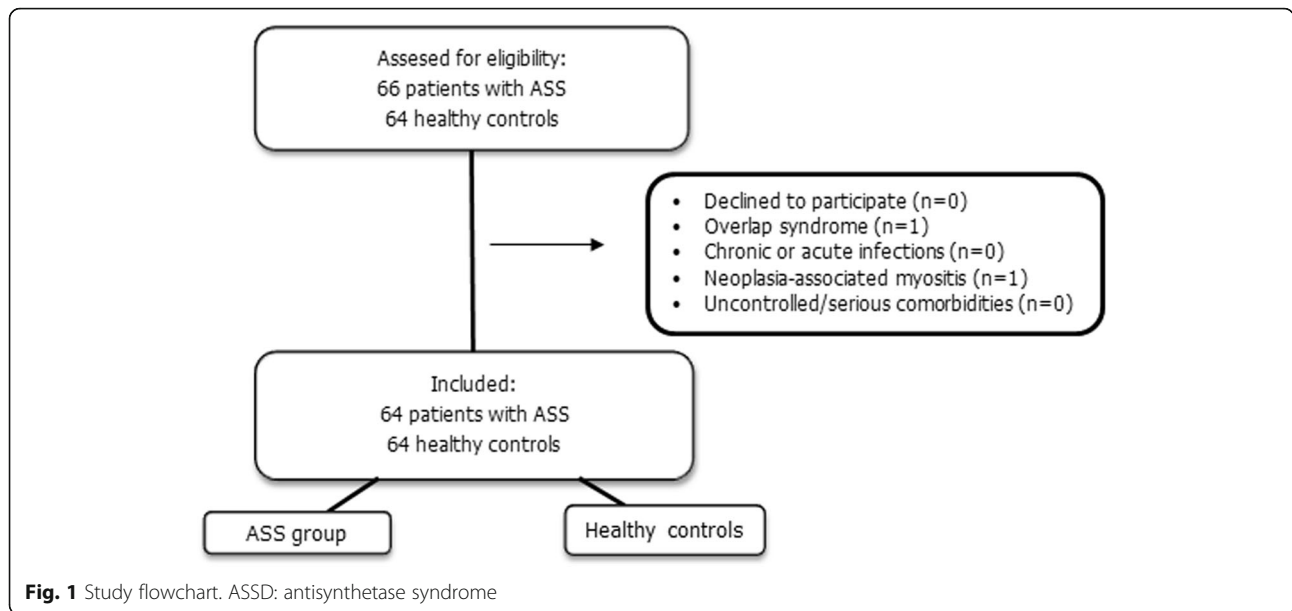 Assesed for eligibility:
66 patients with ASS
64 healthy controls
• Declined to participate (n=0)
• Overlap syndrome (n=1)
• Chronic or acute infections (n=0)
• Neoplasia-associated myositis (n=1)
• Uncontrolled/serious comorbidities (n=0)
Included:
64 patients with ASS
64 healthy controls
ASS group
Healthy controls
Fig. 1 Study flowchart. ASSD: antisynthetase syndrome